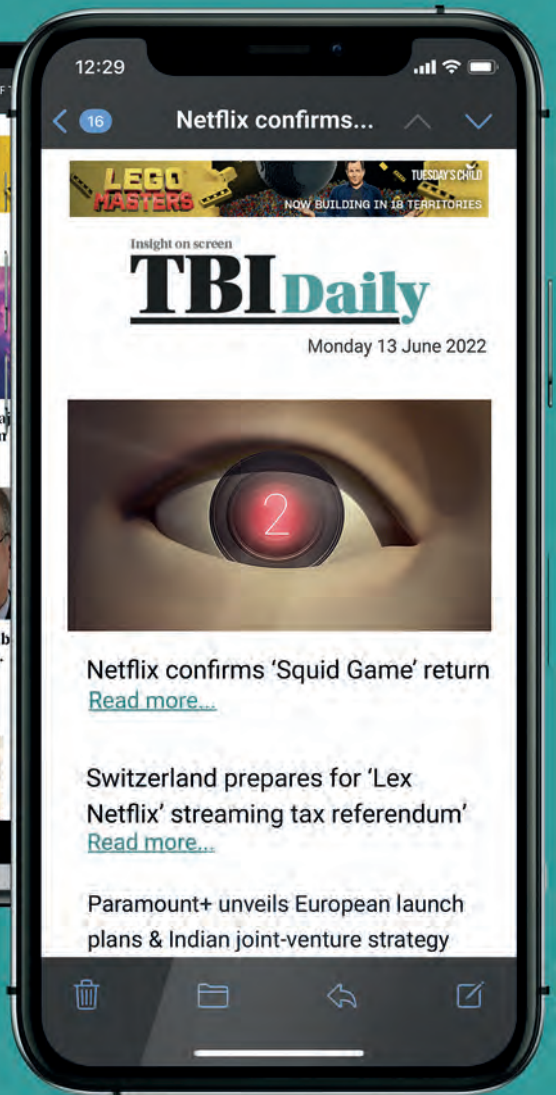 12:29
16
Netflix confirms...
LEGO
MASTERS
TUESDAY'S CHILD
NOW BUILDING IN 18 TERRITORIES
Insight on screen
TBI Daily
Monday 13 June 2022
2
Netflix confirms ‘Squid Game’ return
Read more...
Switzerland prepares for ‘Lex
Netflix’ streaming tax referendum’
Read more...
Paramount+ unveils European launch
plans & Indian joint-venture strategy